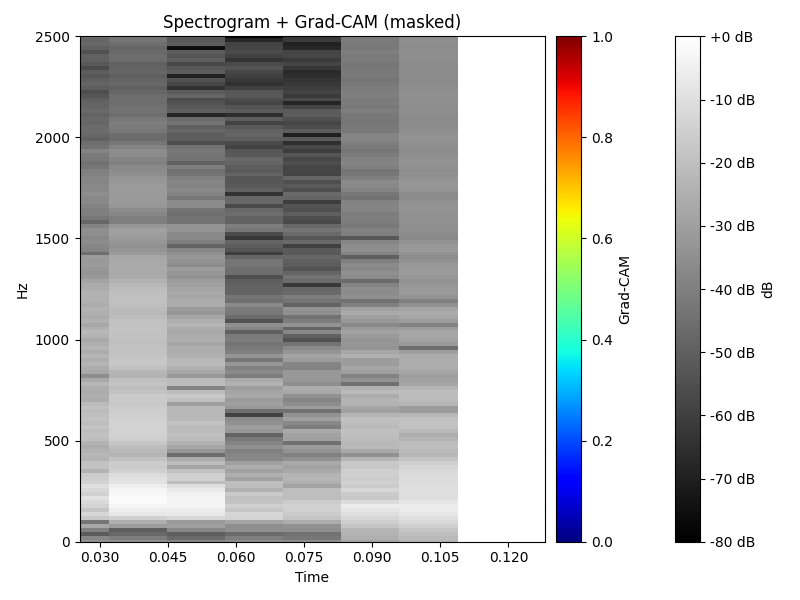 Spectrogram + Grad-CAM (masked)
2500
2000
1500
1000
500
0
Hz
0.030 0.045 0.060 0.075 0.090 0.105 0.120
Time
1.0
0.8
0.6
0.4
0.2
0.0
Grad-CAM
+0 dB
-10 dB
-20 dB
-30 dB
-40 dB
-50 dB
-60 dB
-70 dB
-80 dB
dB